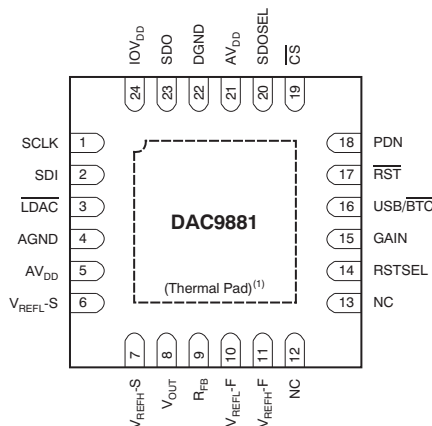 IOVDD
SDO
DGND
AVDD
SDOSEL
CS
24
23
22
21
20
19
SCLK 1
SDI 2
LDAC 3
AGND 4
AVDD 5
VREFL-S 6
DAC9881
(Thermal Pad)(1)
18 PDN
17 RST
16 USB/BTC
15 GAIN
14 RSTSEL
13 NC
7
8
9
10
11
12
VREFH-S
VOUT
RFB
VREFL-F
VREFH-F
NC